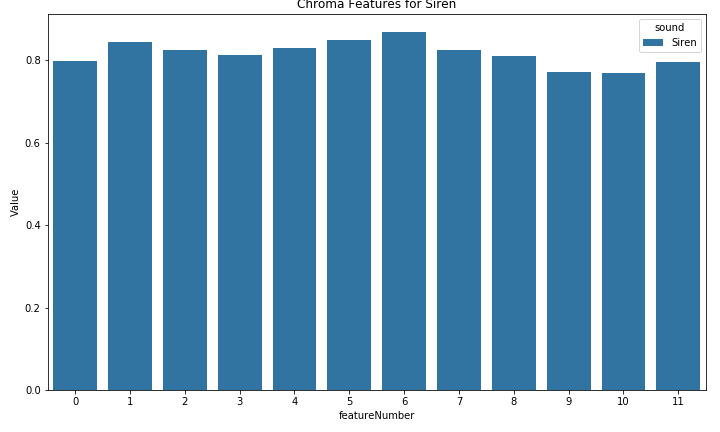 Chroma Features for Siren
sound
Siren
Value
0.8
0.6
0.4
0.2
0.0
0 1 2 3 4 5 6 7 8 9 10 11
featureNumber